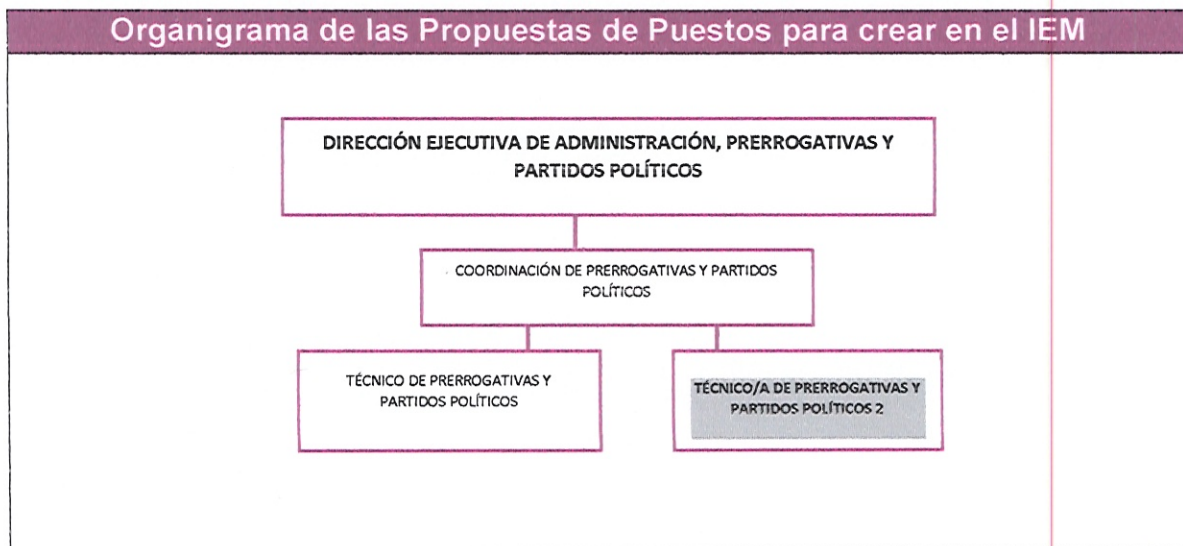 Organigrama de las Propuestas de Puestos para crear en el IEM
DIRECCIÓN EJECUTIVA DE ADMINISTRACIÓN, PRERROGATIVAS Y
PARTIDOS POLÍTICOS
COORDINACIÓN DE PRERROGATIVAS Y PARTIDOS
POLÍTICOS
TÉCNICO DE PRERROGATIVAS Y
PARTIDOS POLÍTICOS
TÉCNICO/A DE PRERROGATIVAS Y
PARTIDOS POLÍTICOS 2